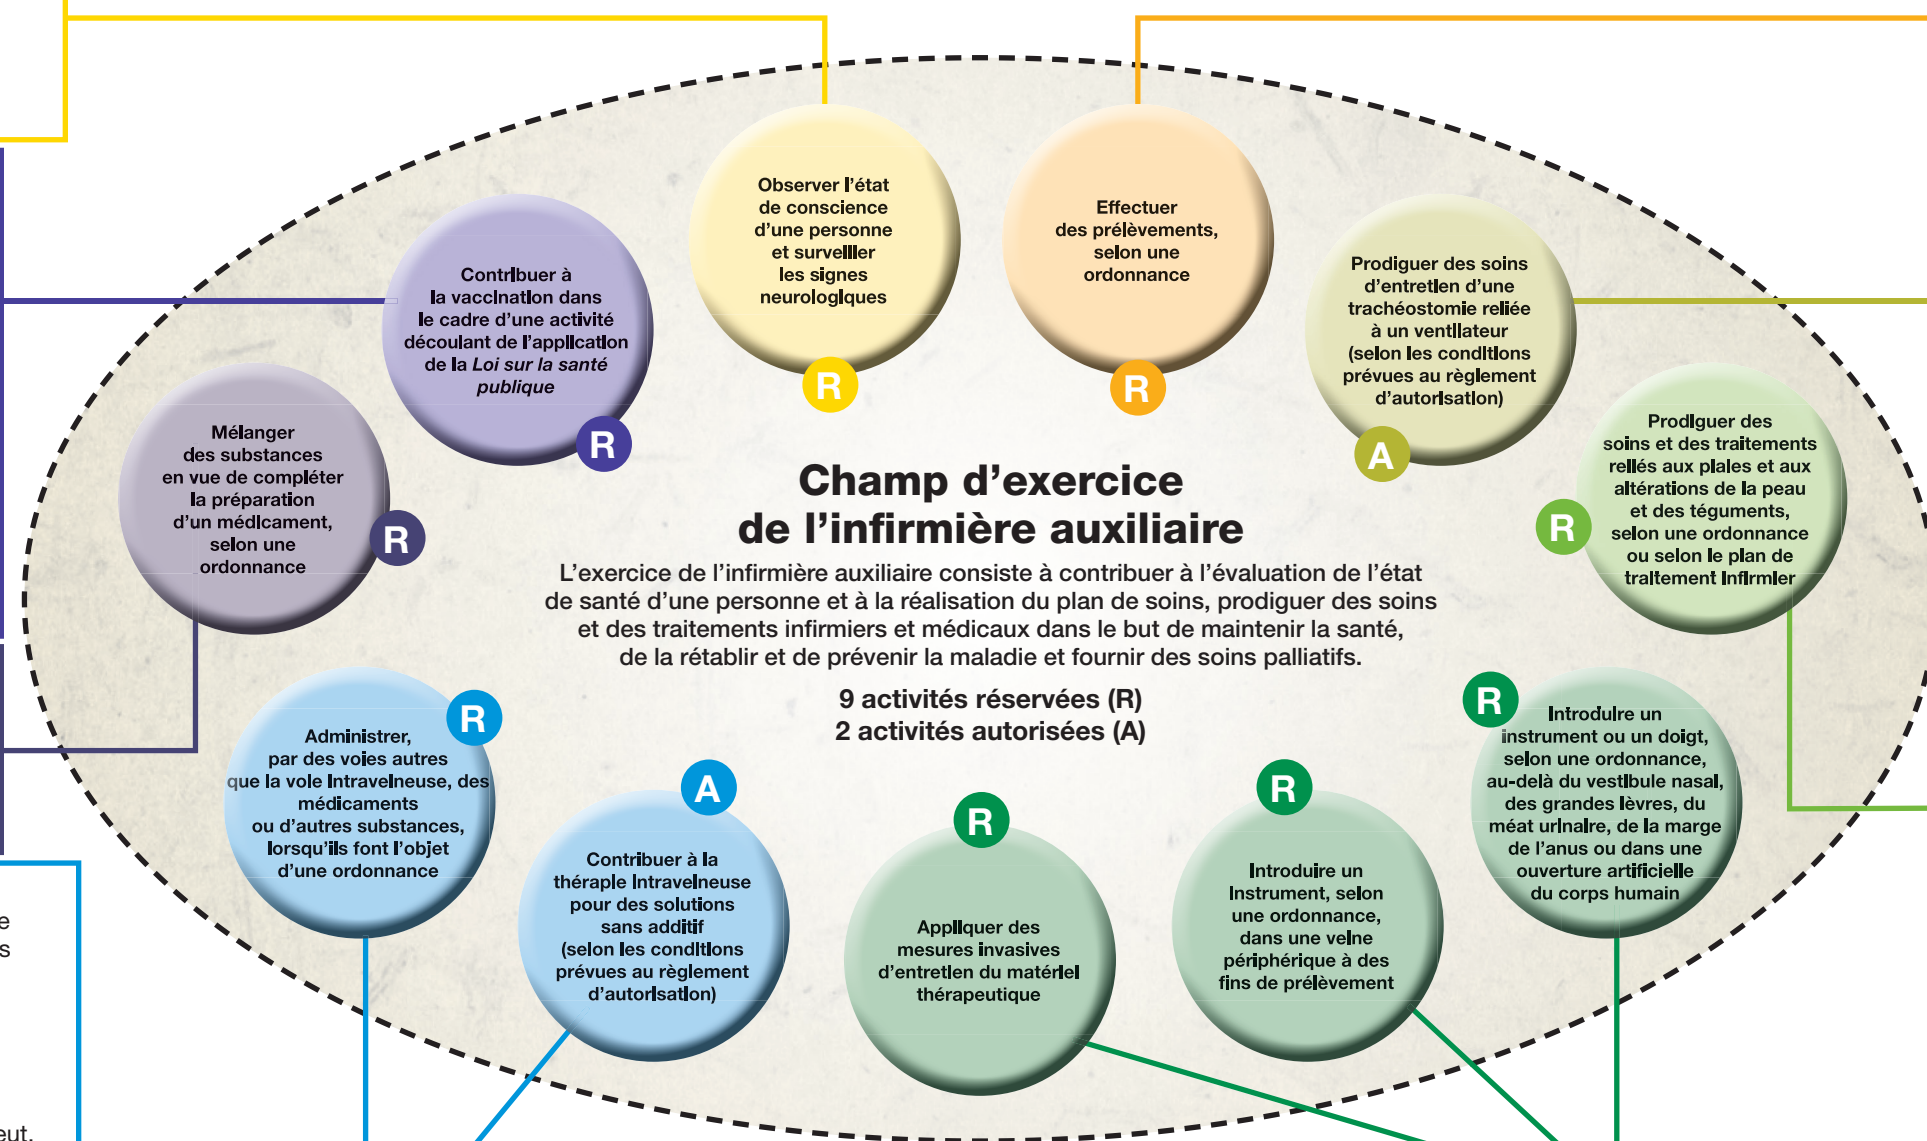 Observer l’état
de conscience
d’une personne
et surveiller
les signes
neurologiques
R
Effectuer
des prélèvements,
selon une
ordonnance
R
Contribuer à
la vaccination dans
le cadre d’une activité
découlant de l’application
de la Loi sur la santé
publique
R
Prodiguer des soins
d’entretien d’une
trachéostomie reliée
à un ventilateur
(selon les conditions
prévues au règlement
d’autorisation)
A
Mélanger
des substances
en vue de compléter
la préparation
d’un médicament,
selon une
ordonnance
R
Prodiguer des
soins et des traitements
reliés aux plaies et aux
altérations de la peau
et des téguments,
selon une ordonnance
ou selon le plan de
traitement infirmier
R
Champ d’exercice
de l’infirmière auxiliaire
L’exercice de l’infirmière auxiliaire consiste à contribuer à l’évaluation de l’état
de santé d’une personne et à la réalisation du plan de soins, prodiguer des soins
et des traitements infirmiers et médicaux dans le but de maintenir la santé,
de la rétablir et de prévenir la maladie et fournir des soins palliatifs.
9 activités réservées (R)
2 activités autorisées (A)
R
Administrer,
par des voies autres
que la voie intraveineuse, des
médicaments
ou d’autres substances,
lorsqu’ils font l’objet
d’une ordonnance
A
Contribuer à la
thérapie intraveineuse
pour des solutions
sans additif
(selon les conditions
prévues au règlement
d’autorisation)
R
Appliquer des
mesures invasives
d’entretien du matériel
thérapeutique
R
Introduire un
instrument, selon
une ordonnance,
dans une veine
périphérique à des
fins de prélèvement
R
Introduire un
instrument ou un doigt,
selon une ordonnance,
au-delà du vestibule nasal,
des grandes lèvres, du
méat urinaire, de la marge
de l’anus ou dans une
ouverture artificielle
du corps humain